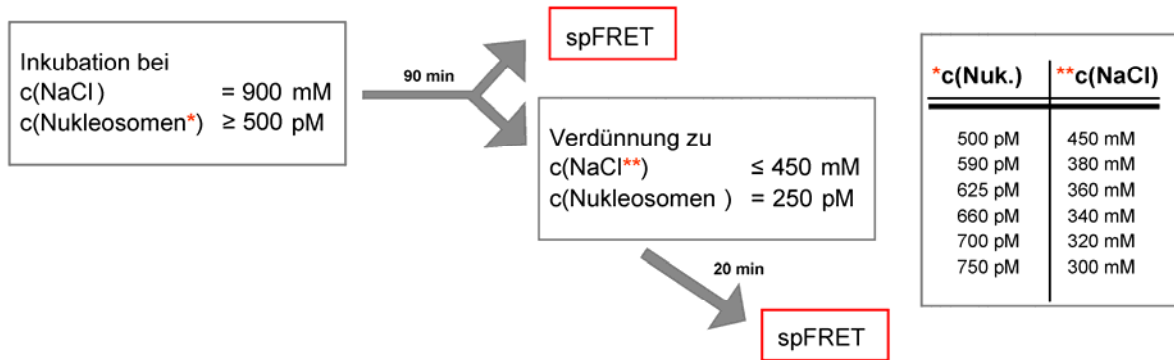 Inkubation bei
c(NaCl) = 900 mM
c(Nukleosomen*) ≥ 500 pM
90 min
spFRET
Verdünnung zu
c(NaCl**) ≤ 450 mM
c(Nukleosomen ) = 250 pM
20 min
spFRET
*c(Nuk.) **c(NaCl)
500 pM 450 mM
590 pM 380 mM
625 pM 360 mM
660 pM 340 mM
700 pM 320 mM
750 pM 300 mM